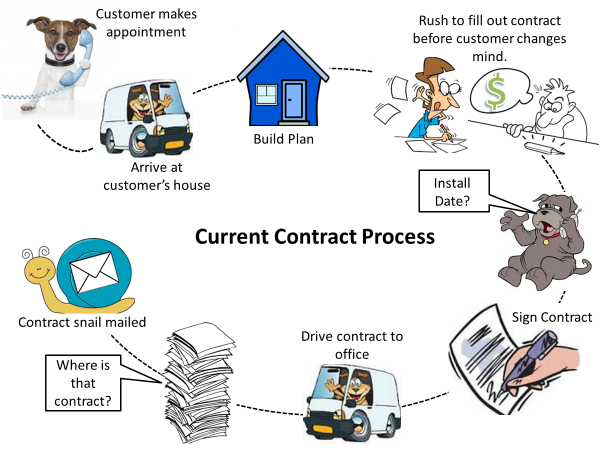 Customer makes
appointment
Arrive at
customer's house
Build Plan
Rush to fill out contract
before customer changes
mind.
$
Install
Date?
Current Contract Process
Sign Contract
Drive contract to
office
Where is
that
contract?
Contract snail mailed